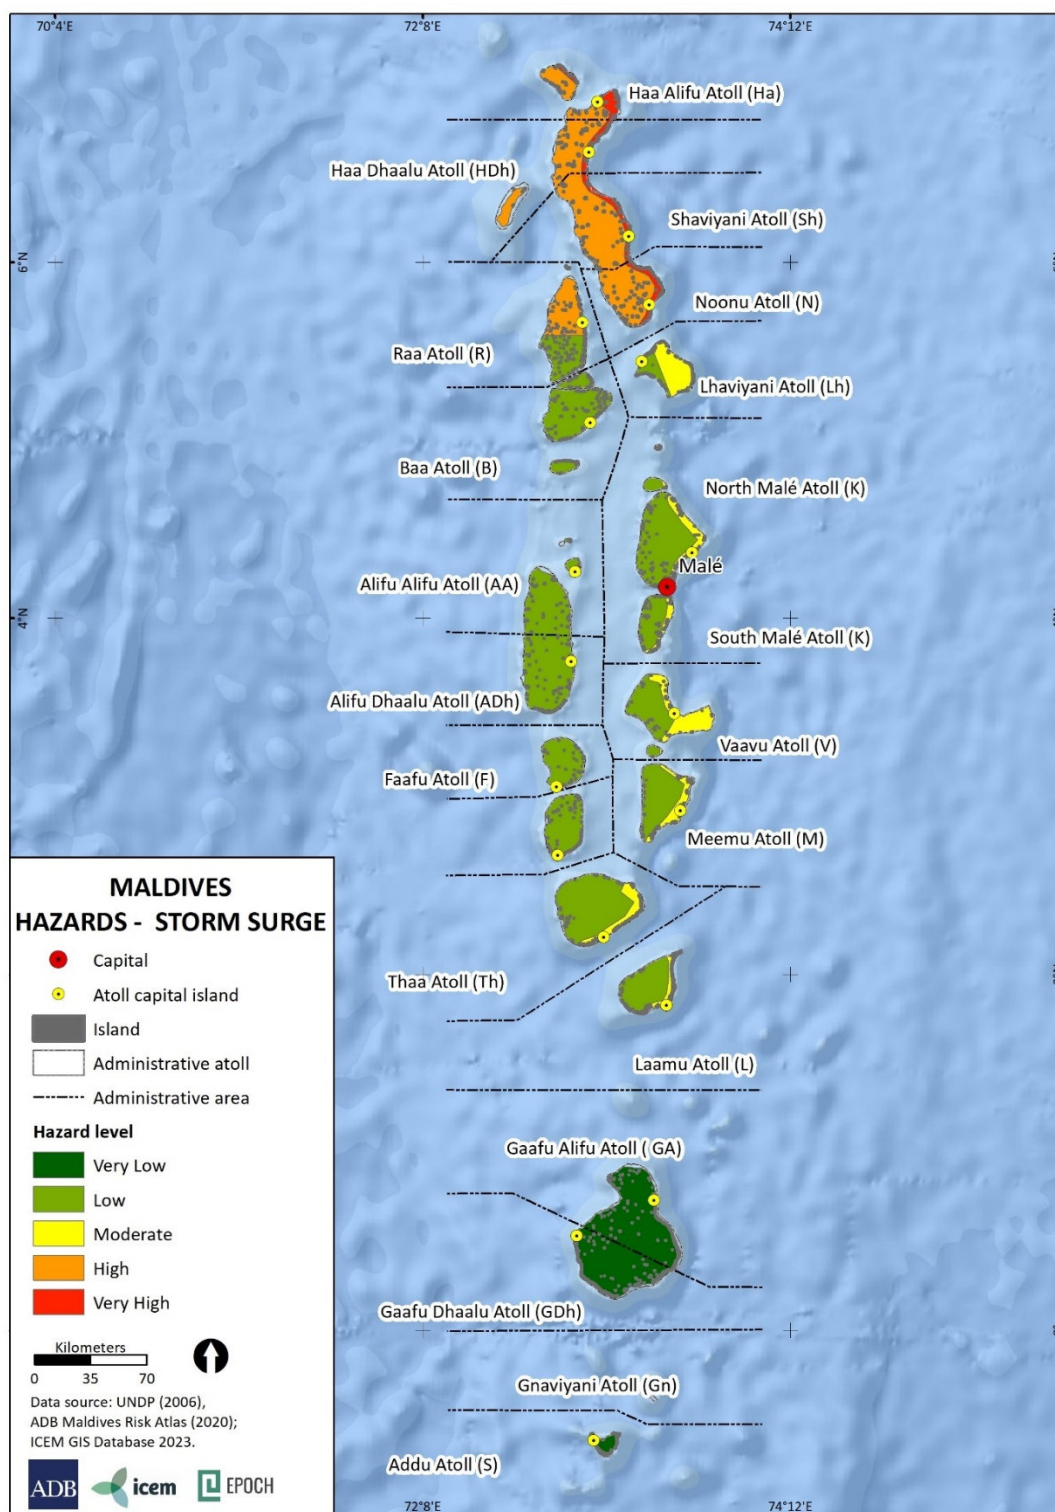 70°4'E
72°8'E
74°12'E
Haa Alifu Atoll (Ha)
Haa Dhaalu Atoll (HDh)
Shaviyani Atoll (Sh)
6°N
Noonu Atoll (N)
Raa Atoll (R)
Lhaviyani Atoll (Lh)
Baa Atoll (B)
North Malé Atoll (K)
Malé
Alifu Alifu Atoll (AA)
4°N
South Malé Atoll (K)
Alifu Dhaalu Atoll (ADh)
Vaavu Atoll (V)
Faafu Atoll (F)
Meemu Atoll (M)
Thaa Atoll (Th)
Laamu Atoll (L)
Gaafu Alifu Atoll ( GA)
Gaafu Dhaalu Atoll (GDh)
Gnaviyani Atoll (Gn)
Addu Atoll (S)
72°8'E
74°12'E
MALDIVES
HAZARDS - STORM SURGE
Capital
Atoll capital island
Island
Administrative atoll
Administrative area
Hazard level
Very Low
Low
Moderate
High
Very High
Kilometers
0 35 70
Data source: UNDP (2006),
ADB Maldives Risk Atlas (2020);
ICEM GIS Database 2023.
ADB icem EPOCH